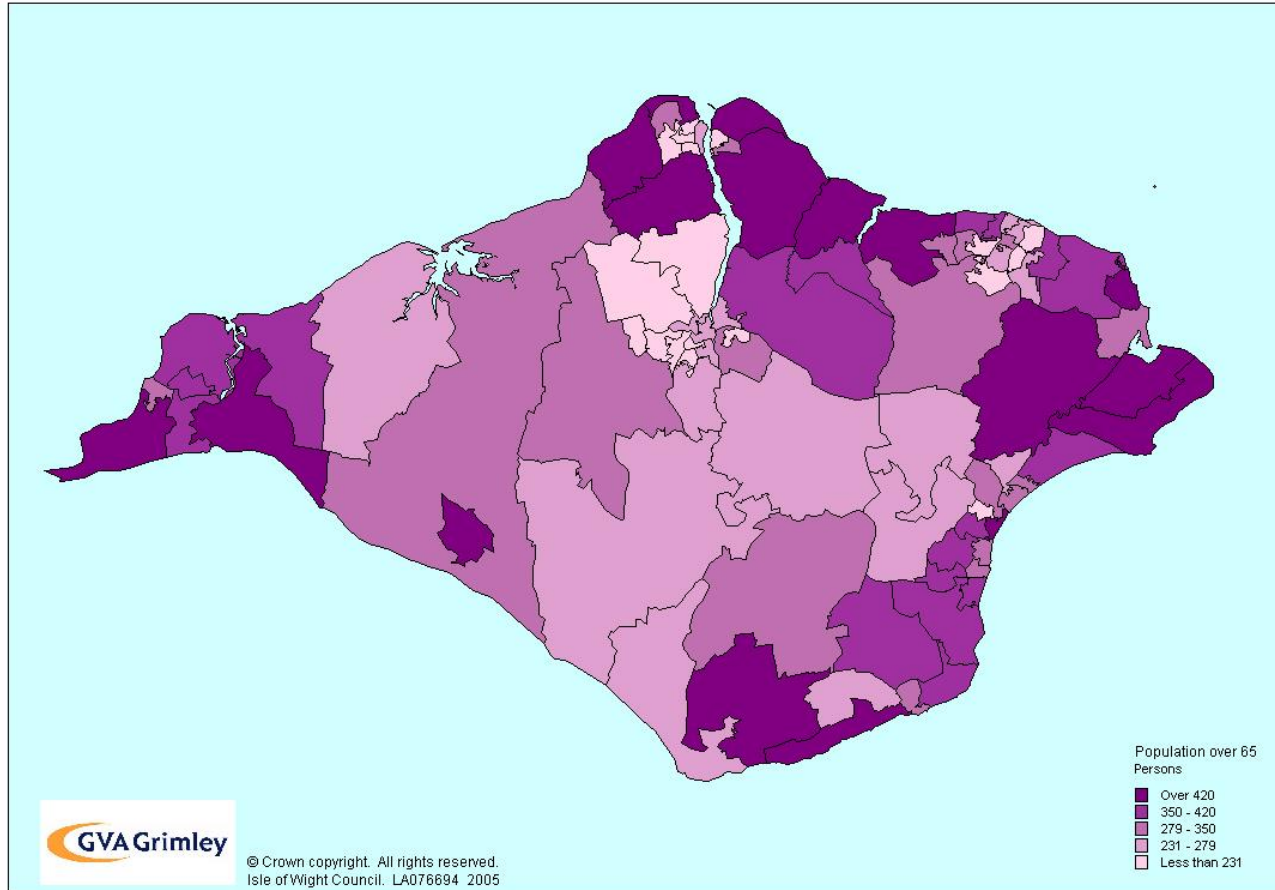 Population over 65
Persons
Over 420
350 - 420
279 - 350
231 - 279
Less than 231
GVA Grimley
© Crown copyright. All rights reserved.
Isle of Wight Council. LA076694 2005